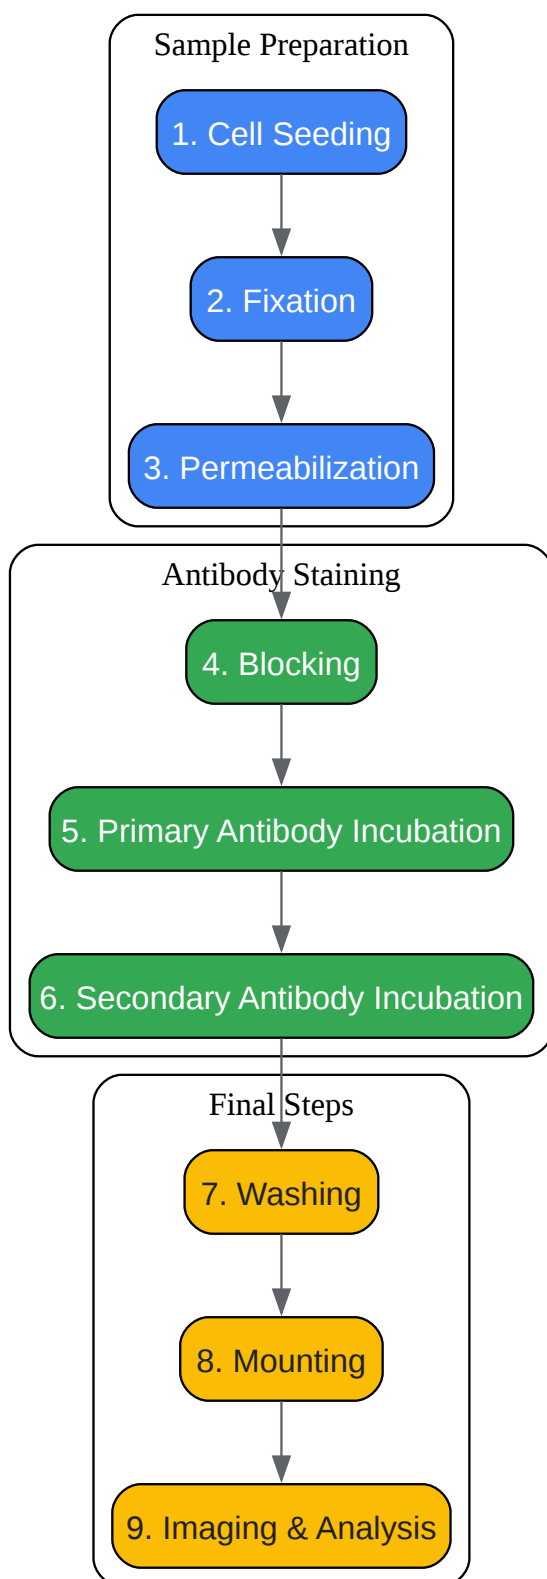 Sample Preparation
1. Cell Seeding
2. Fixation
3. Permeabilization
Antibody Staining
4. Blocking
5. Primary Antibody Incubation
6. Secondary Antibody Incubation
Final Steps
7. Washing
8. Mounting
9. Imaging & Analysis